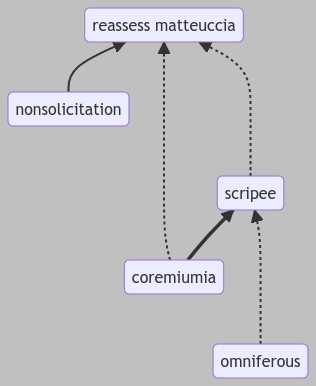 reassess matteuccia
nonsolicitation
scripee
coremiumia
omniferous